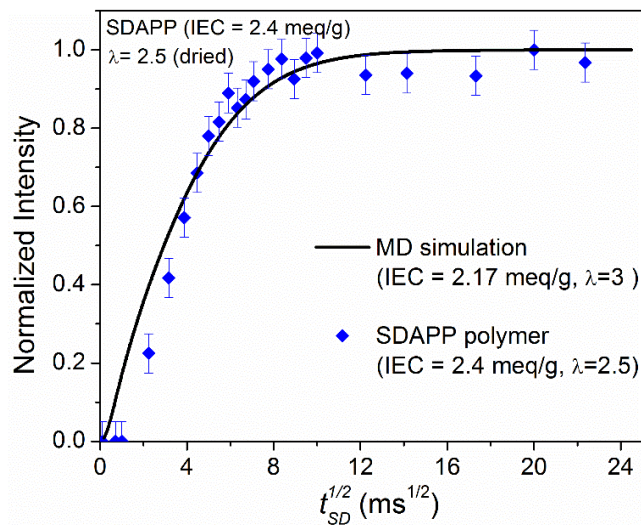 SDAPP (IEC = 2.4 meq/g)
λ= 2.5 (dried)
1.0
0.8
0.6
0.4
0.2
0.0
Normalized Intensity
MD simulation
(IEC = 2.17 meq/g, λ=3 )
SDAPP polymer
(IEC = 2.4 meq/g, λ=2.5)
0 4 8 12 16 20 24
t_{SD}^{1/2} (ms^{1/2})